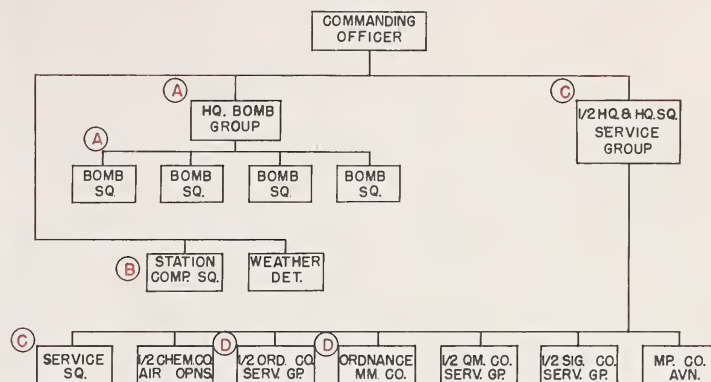 COMMANDING
OFFICER
A
HQ. BOMB
GROUP
C
1/2 HQ. & HQ. SQ.
SERVICE
GROUP
A
BOMB
SQ.
BOMB
SQ.
BOMB
SQ.
BOMB
SQ.
B
STATION
COMP. SQ.
WEATHER
DET.
C
SERVICE
SQ.
1/2 CHEM. CO.
AIR OPNS.
D
1/2 ORD. CO.
SERV. GP.
D
ORDNANCE
MM. CO.
1/2 QM. CO.
SERV. GP.
1/2 SIG. CO.
SERV. GP.
MP. CO.
AVN.